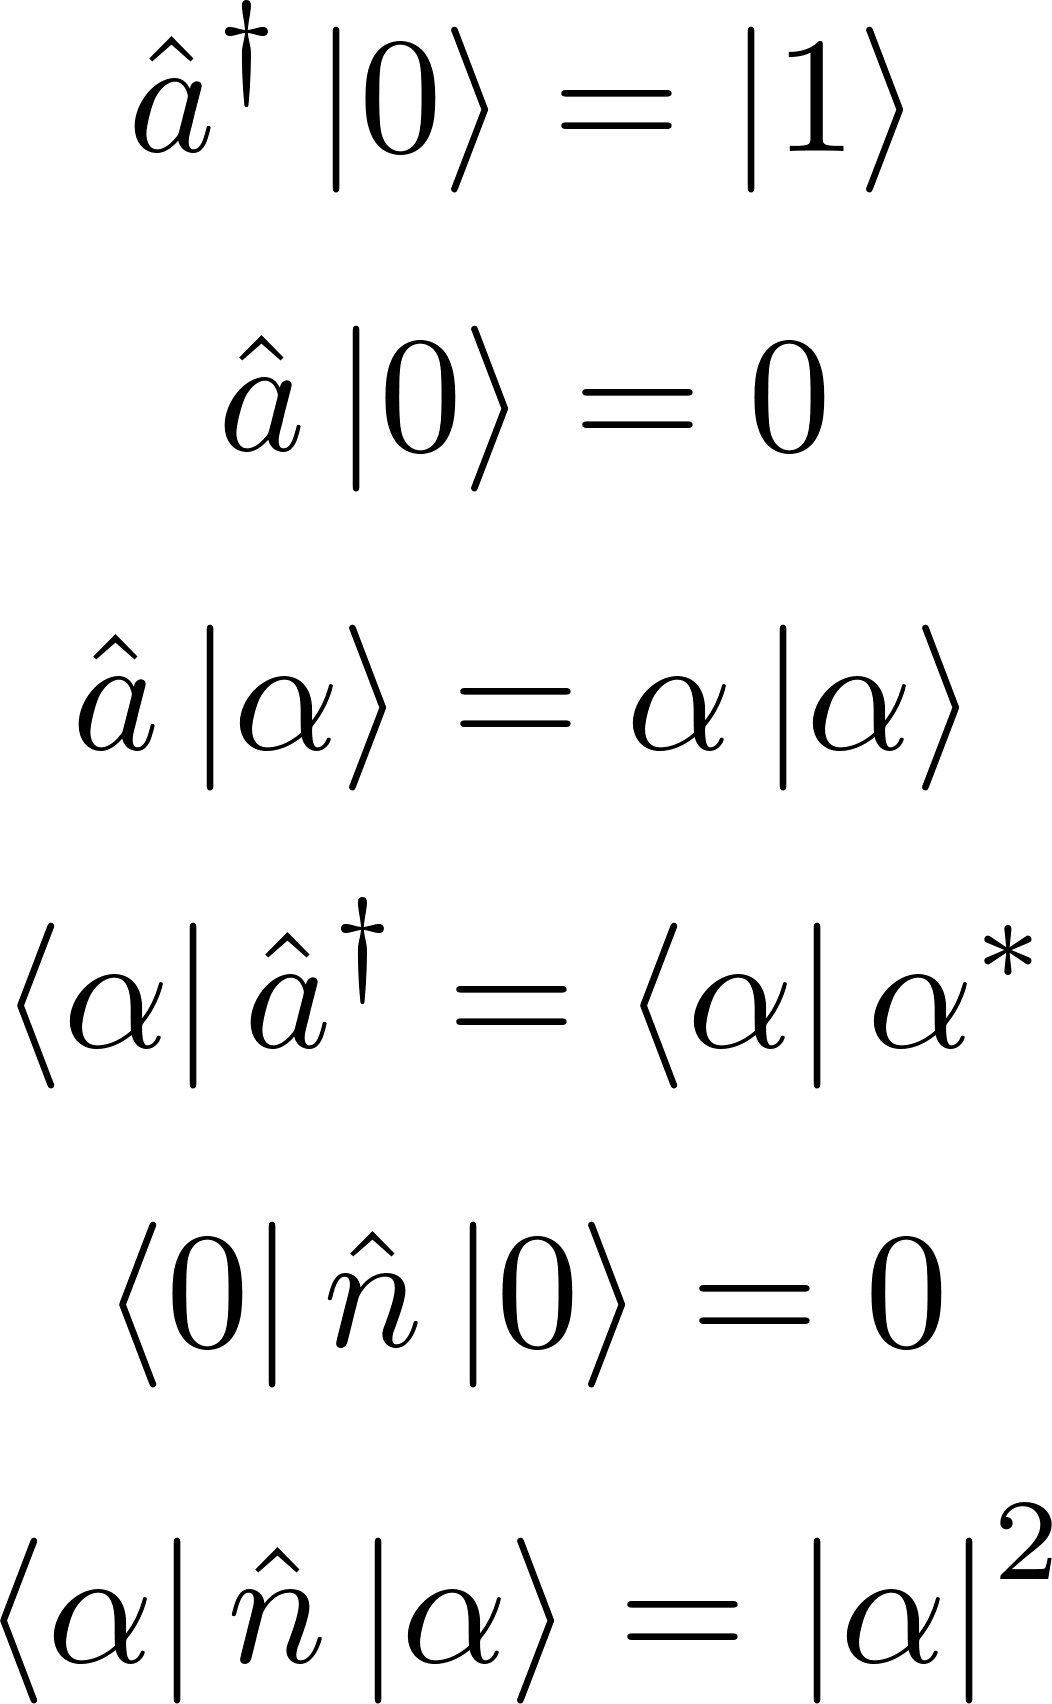 â† |0⟩ = |1⟩
â |0⟩ = 0
â |α⟩ = α |α⟩
⟨α| â† = ⟨α| α*
⟨0| n̂ |0⟩ = 0
⟨α| n̂ |α⟩ = |α|²